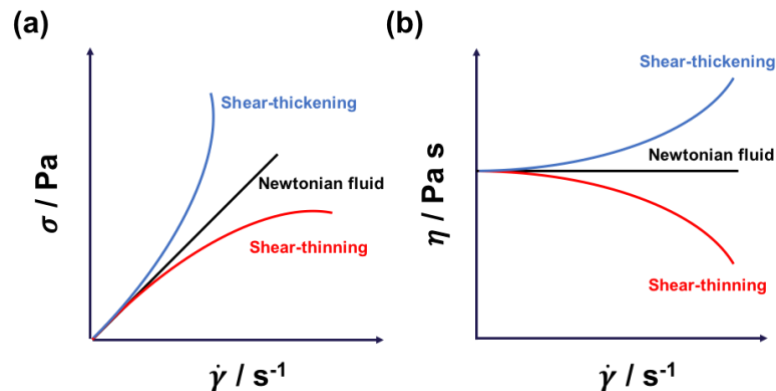 (a)
σ / Pa
Shear-thickening
Newtonian fluid
Shear-thinning
γ̇ / s⁻¹
(b)
η / Pa s
Shear-thickening
Newtonian fluid
Shear-thinning
γ̇ / s⁻¹